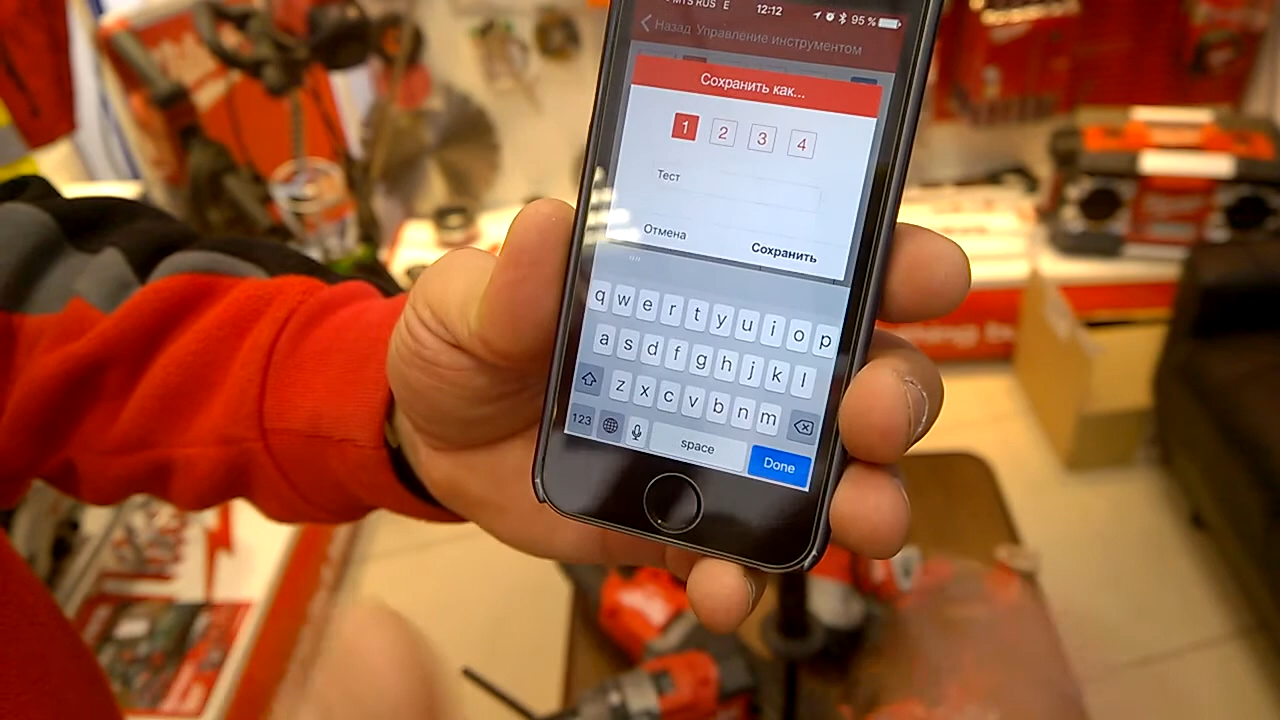 MTS RUS E 12:12 95 %
Назад Управление инструментом
Сохранить как...
1 2 3 4
Тест
Отмена Сохранить
q w e r t y u i o p
a s d f g h j k l
z x c v b n m
123 space Done